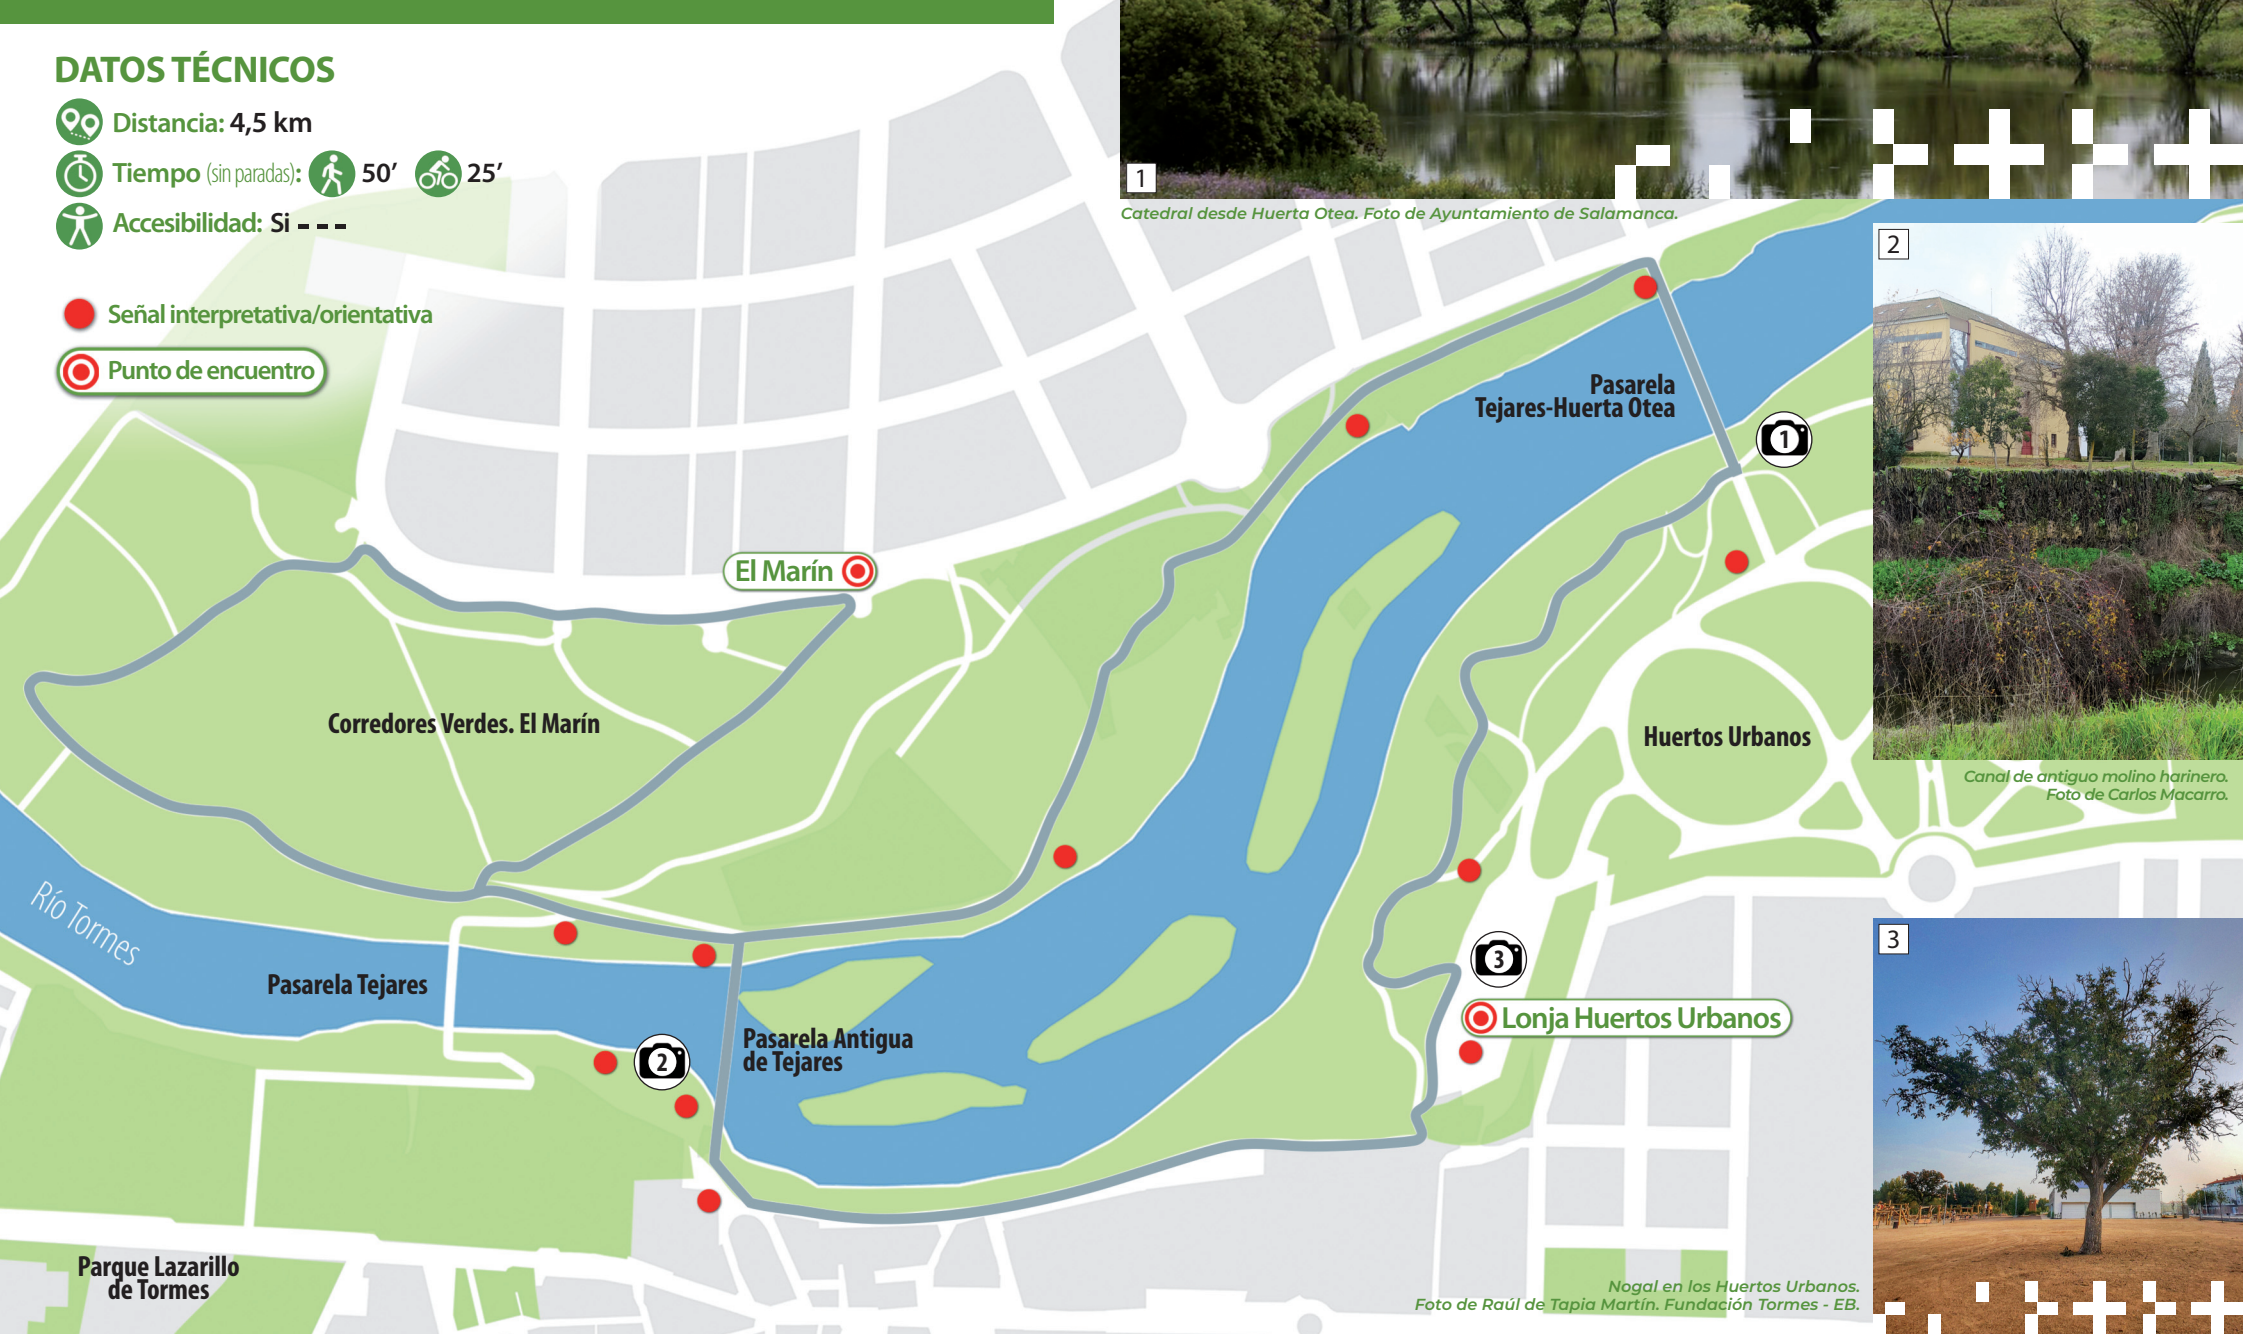 DATOS TÉCNICOS
Distancia: 4,5 km
Tiempo (sin paradas): 50’ 25’
Accesibilidad: Si
Señal interpretativa/orientativa
Punto de encuentro
1
Catedral desde Huerta Otea. Foto de Ayuntamiento de Salamanca.
2
Pasarela
Tejares-Huerta Otea
1
El Marín
Corredores Verdes. El Marín
Huertos Urbanos
Canal de antiguo molino harinero.
Foto de Carlos Macarro.
Río Tormes
3
3
Pasarela Tejares
Lonja Huertos Urbanos
Pasarela Antigua
de Tejares
2
Parque Lazarillo
de Tormes
Nogal en los Huertos Urbanos.
Foto de Raúl de Tapia Martín. Fundación Tormes - EB.